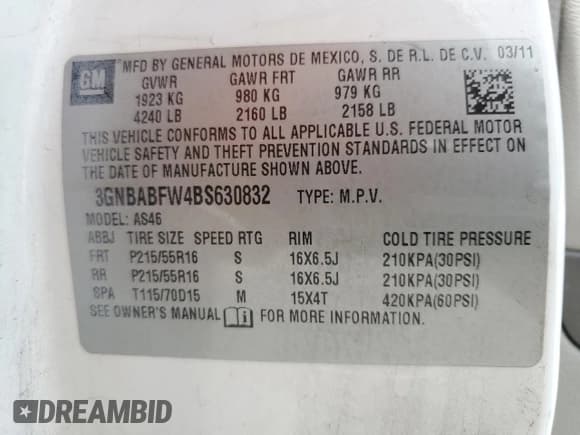 GM
MFD BY GENERAL MOTORS DE MEXICO, S. DE R.L. DE C.V. 03/11
GVWR GAWR FRT GAWR RR
1923 KG 980 KG 979 KG
4240 LB 2160 LB 2158 LB
THIS VEHICLE CONFORMS TO ALL APPLICABLE U.S. FEDERAL MOTOR
VEHICLE SAFETY AND THEFT PREVENTION STANDARDS IN EFFECT ON
THE DATE OF MANUFACTURE SHOWN ABOVE.
3GNBABFW4BS630832 TYPE: M.P.V.
MODEL: AS46
ABBJ TIRE SIZE SPEED RTG RIM COLD TIRE PRESSURE
FRT P215/55R16 S 16X6.5J 210KPA(30PSI)
RR P215/55R16 S 16X6.5J 210KPA(30PSI)
SPA T115/70D15 M 15X4T 420KPA(60PSI)
SEE OWNER'S MANUAL FOR MORE INFORMATION.
DREAMBID